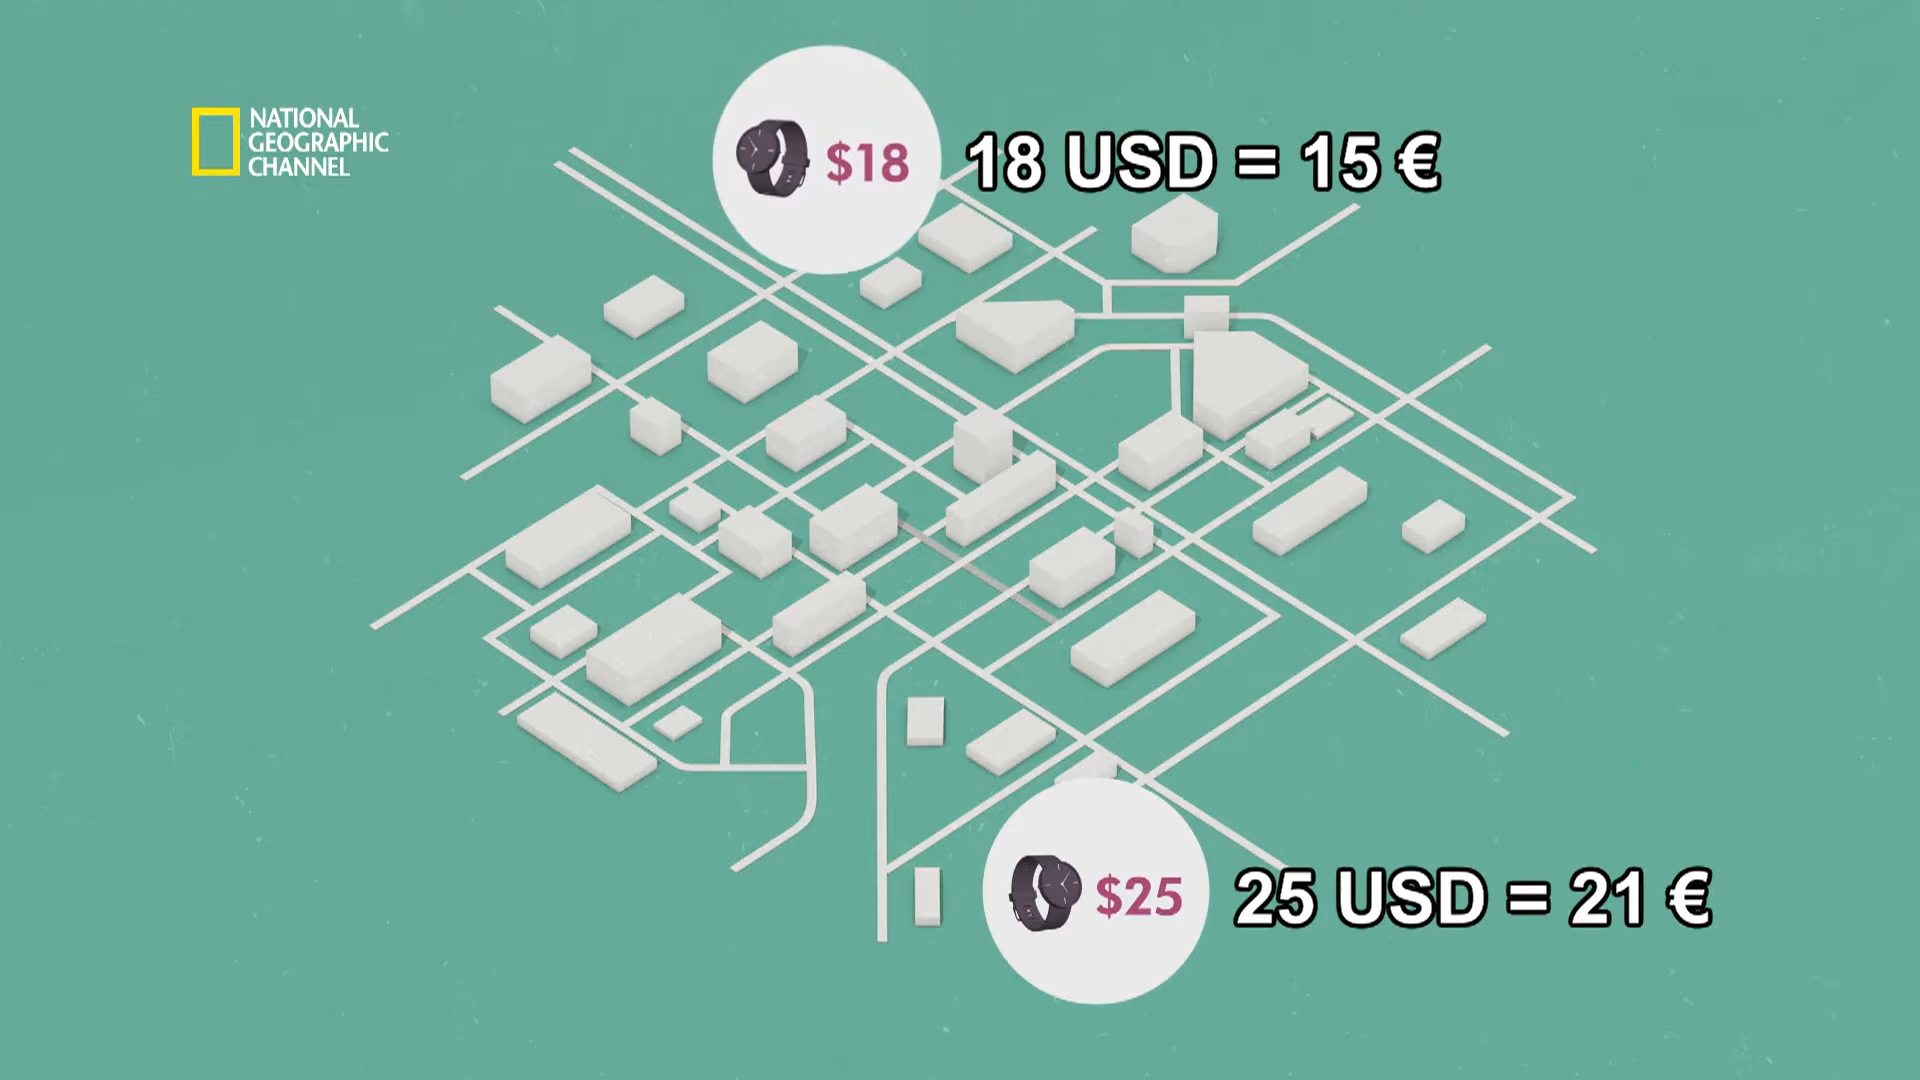 NATIONAL
GEOGRAPHIC
CHANNEL
$18
18 USD = 15 €
$25
25 USD = 21 €